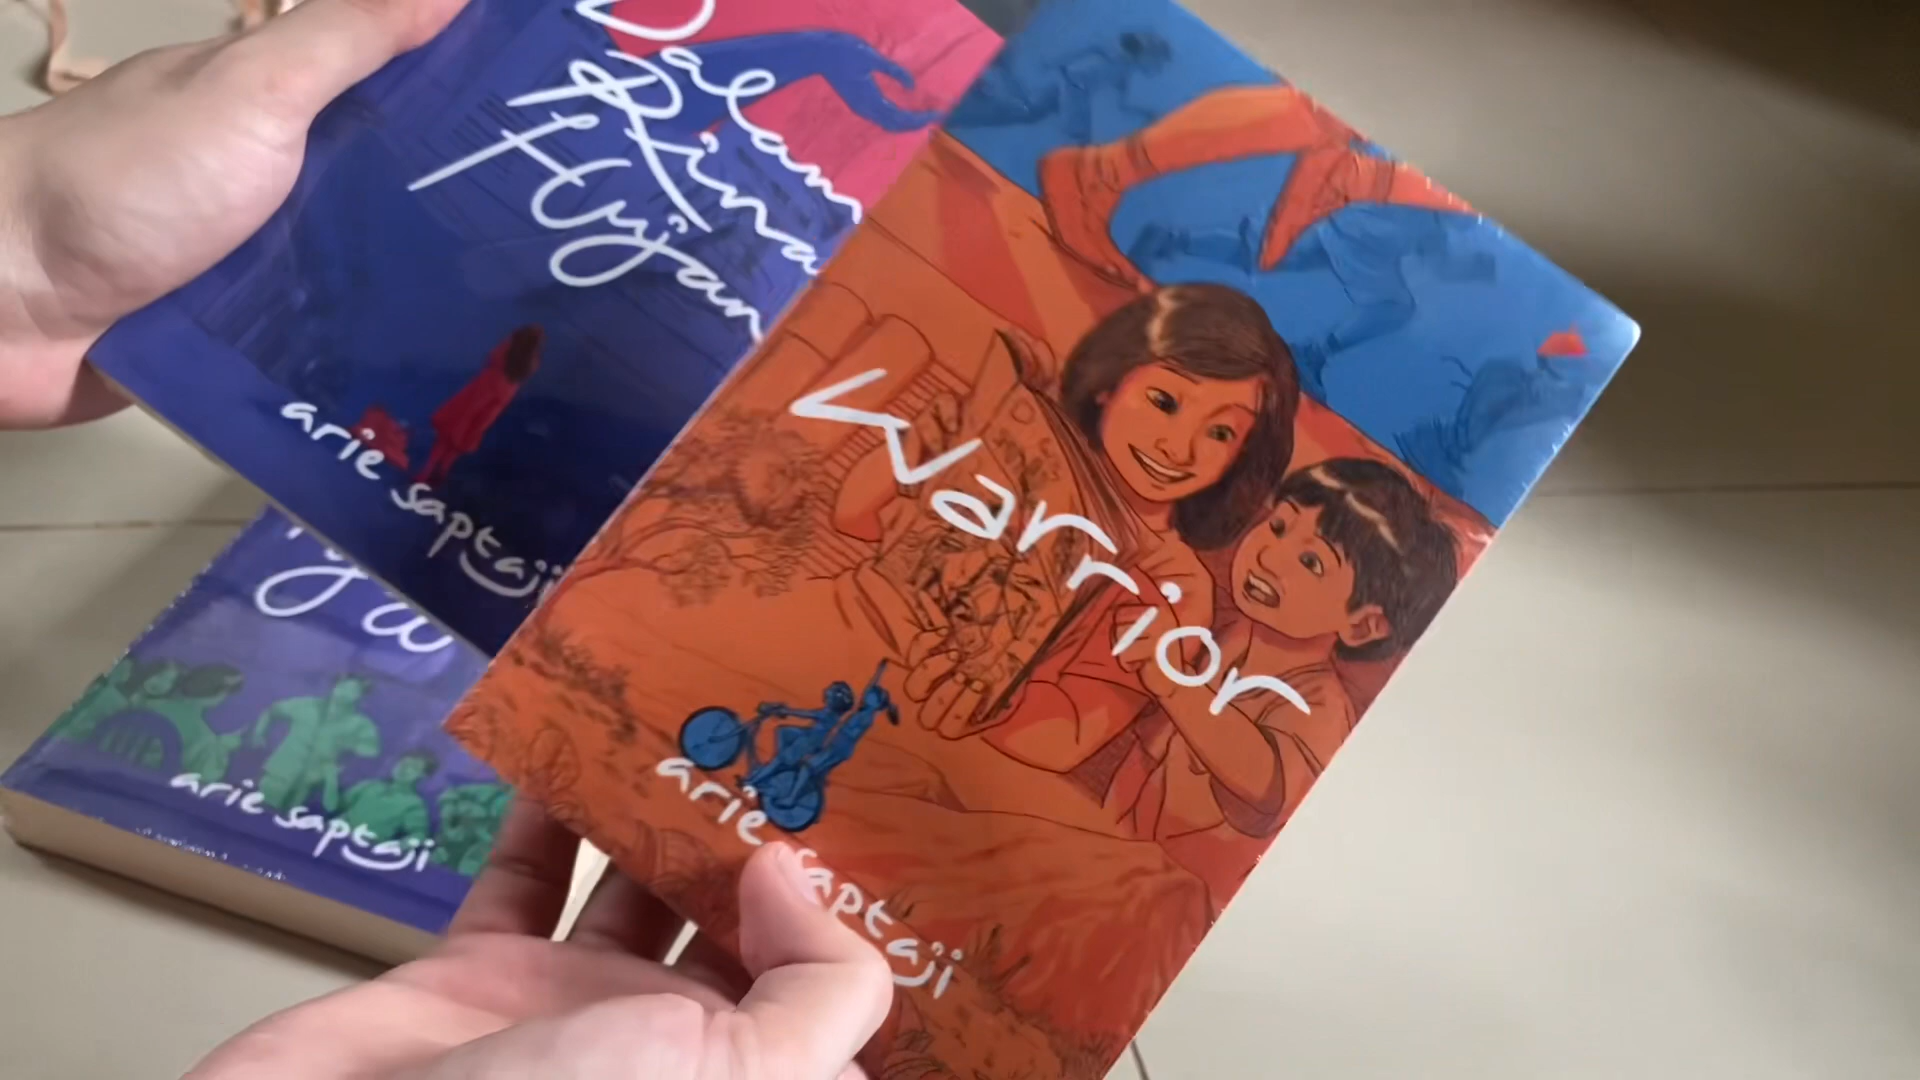 Dalam
Rinai
Hujan
arie saptaji
Warrior
arie saptaji
arie saptaji